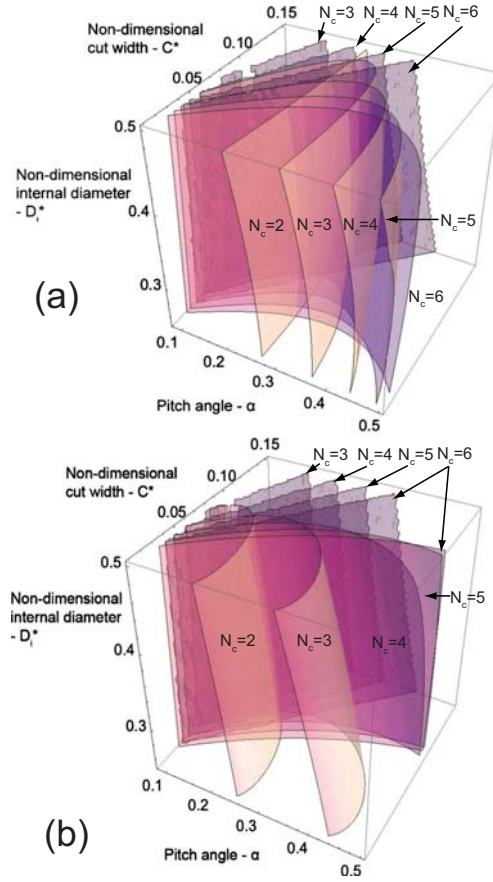 0.15 N_c=3 N_c=4 N_c=5 N_c=6
Non-dimensional
cut width - C*
0.10
0.05
0.5
Non-dimensional
internal diameter
- D_i*
0.4
0.3
N_c=2 N_c=3 N_c=4 N_c=5
N_c=6
(a)
0.1
0.2
0.3
0.4
0.5
Pitch angle - α
0.15 N_c=3 N_c=4 N_c=5 N_c=6
Non-dimensional
cut width - C*
0.10
0.05
0.5
Non-dimensional
internal diameter
- D_i*
0.4
0.3
N_c=2 N_c=3 N_c=4 N_c=5
0.1
0.2
0.3
0.4
0.5
(b)
Pitch angle - α